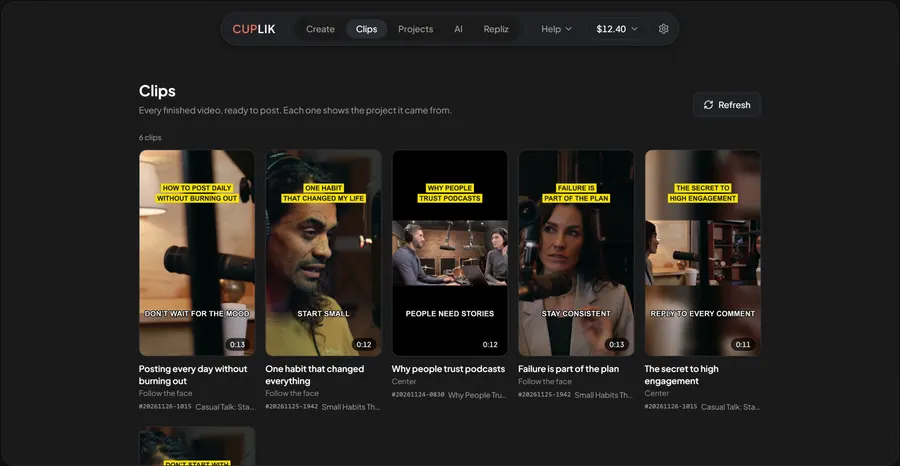 CUPLIK
Create
Clips
Projects
AI
Repliz
Help
$12.40
Clips
Every finished video, ready to post. Each one shows the project it came from.
Refresh
6 clips
HOW TO POST DAILY
WITHOUT BURNING OUT
DON'T WAIT FOR THE MOOD
0:13
Posting every day without
burning out
Follow the face
#20261126-1015 Casual Talk: Sta...
ONE HABIT
THAT CHANGED MY LIFE
START SMALL
0:12
One habit that changed
everything
Follow the face
#20261125-1942 Small Habits Th...
WHY PEOPLE
TRUST PODCASTS
PEOPLE NEED STORIES
0:12
Why people trust podcasts
Center
#20261124-0830 Why People Tru...
FAILURE IS
PART OF THE PLAN
STAY CONSISTENT
0:13
Failure is part of the plan
Follow the face
#20261125-1942 Small Habits Th...
THE SECRET TO
HIGH ENGAGEMENT
REPLY TO EVERY COMMENT
0:11
The secret to high
engagement
Center
#20261126-1015 Casual Talk: Sta...
DON'T START WITH